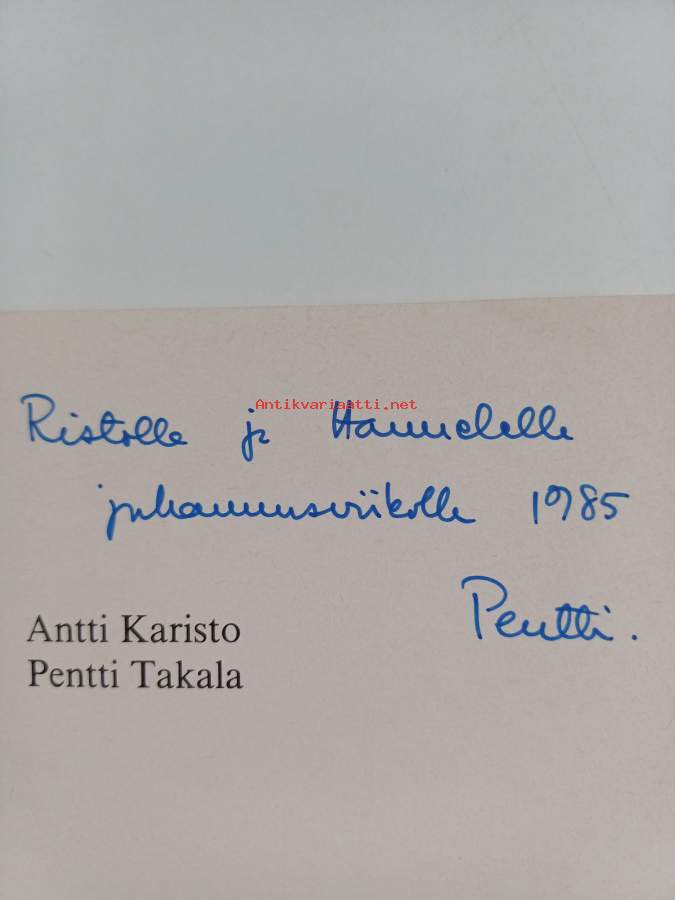 Antikvariaatti.net
Ristolle ja Hannelelle
juhannusviikolle 1985
Pentti.
Antti Karisto
Pentti Takala